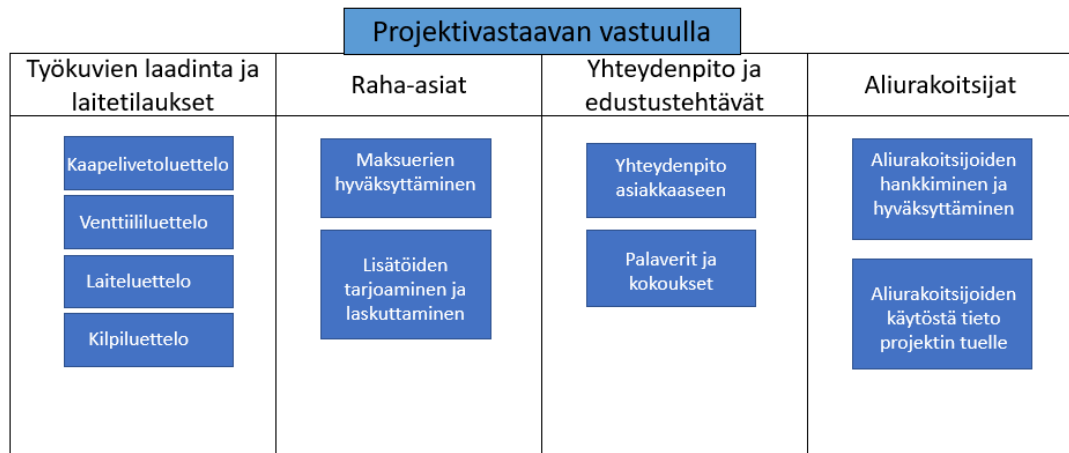 Projektivastaavan vastuulla
Työkuvien laadinta ja
laitetilaukset
Raha-asiat
Yhteydenpito ja
edustustehtävät
Aliurakoitsijat
Kaapelivetoluettelo
Venttiililuettelo
Laiteluettelo
Kilpiluettelo
Maksuerien
hyväksyttäminen
Lisätöiden
tarjoaminen ja
laskuttaminen
Yhteydenpito
asiakkaaseen
Palaverit ja
kokoukset
Aliurakoitsijoiden
hankkiminen ja
hyväksyttäminen
Aliurakoitsijoiden
käytöstä tieto
projektin tuelle